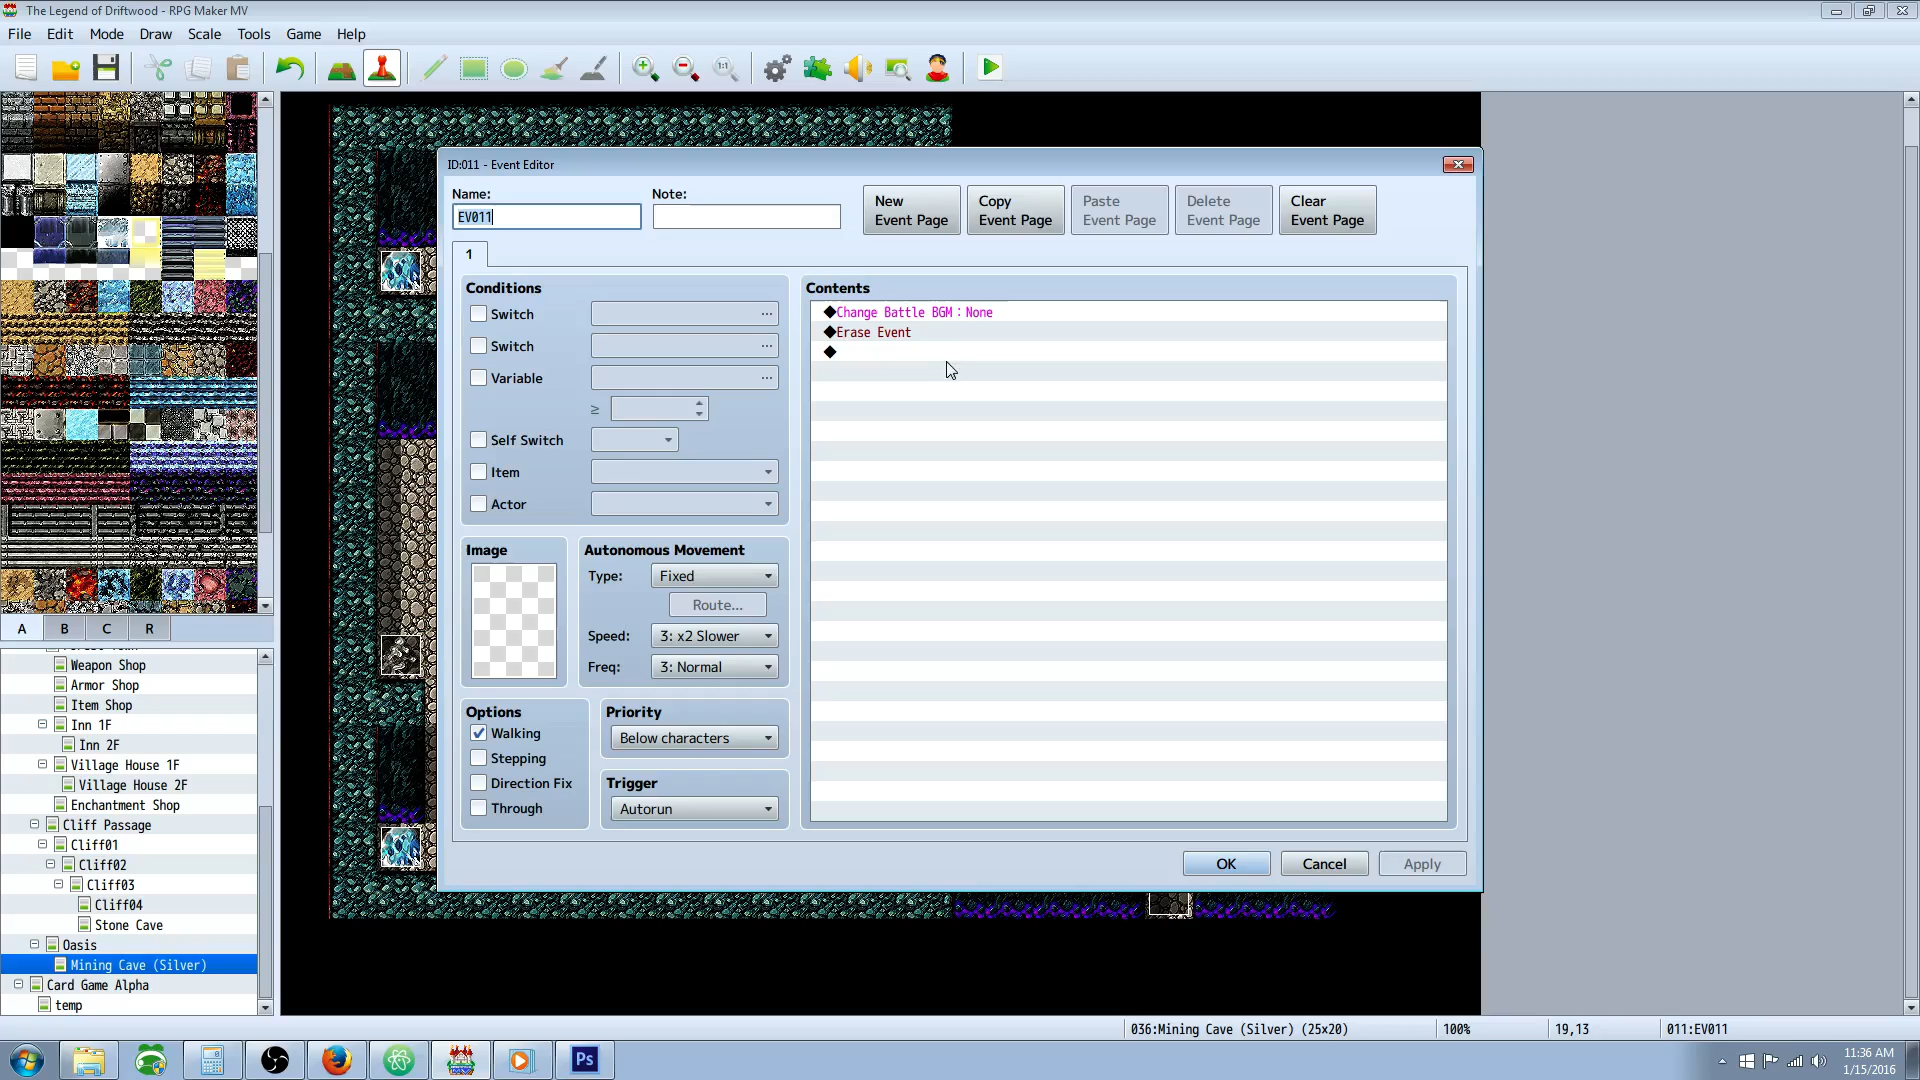 The Legend of Driftwood - RPG Maker MV
File Edit Mode Draw Scale Tools Game Help
1:1
ID:011 - Event Editor
Name: Note:
EV011
New Event Page
Copy Event Page
Paste Event Page
Delete Event Page
Clear Event Page
1
Conditions
Switch ...
Switch ...
Variable ...
≥
Self Switch
Item
Actor
Image
Autonomous Movement
Type: Fixed
Route...
Speed: 3: x2 Slower
Freq: 3: Normal
Options
Walking
Stepping
Direction Fix
Through
Priority
Below characters
Trigger
Autorun
Contents
◆Change Battle BGM : None
◆Erase Event
◆
OK Cancel Apply
A B C R
Weapon Shop
Armor Shop
Item Shop
Inn 1F
Inn 2F
Village House 1F
Village House 2F
Enchantment Shop
Cliff Passage
Cliff01
Cliff02
Cliff03
Cliff04
Stone Cave
Oasis
Mining Cave (Silver)
Card Game Alpha
temp
036:Mining Cave (Silver) (25x20) 100% 19,13 011:EV011
Ps
11:36 AM
1/15/2016